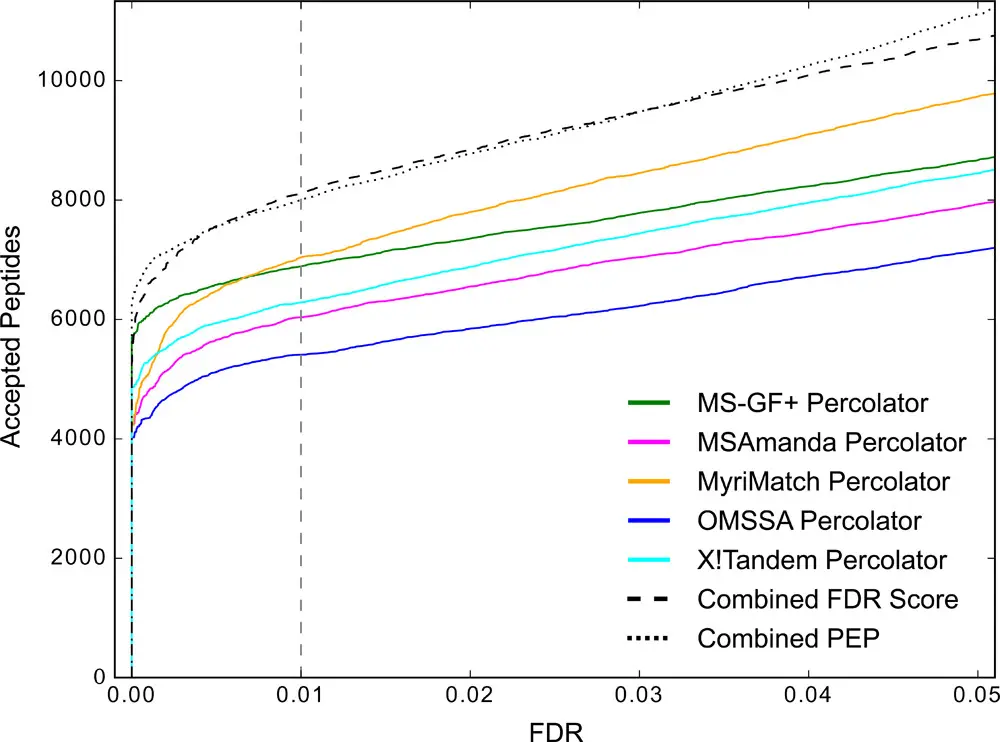 Accepted Peptides
10000
8000
6000
4000
2000
0
MS-GF+ Percolator
MSAmanda Percolator
MyriMatch Percolator
OMSSA Percolator
X!Tandem Percolator
Combined FDR Score
Combined PEP
0.00 0.01 0.02 0.03 0.04 0.05
FDR